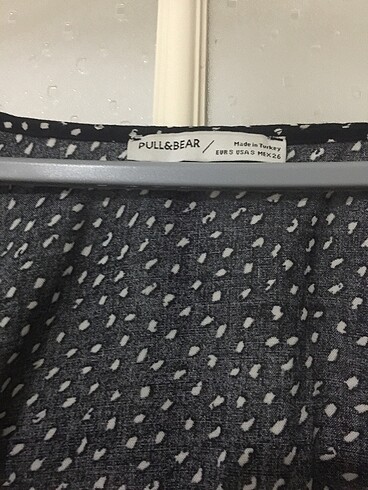 PULL&BEAR /
Made in Turkey
EUR S USA S MEX 26